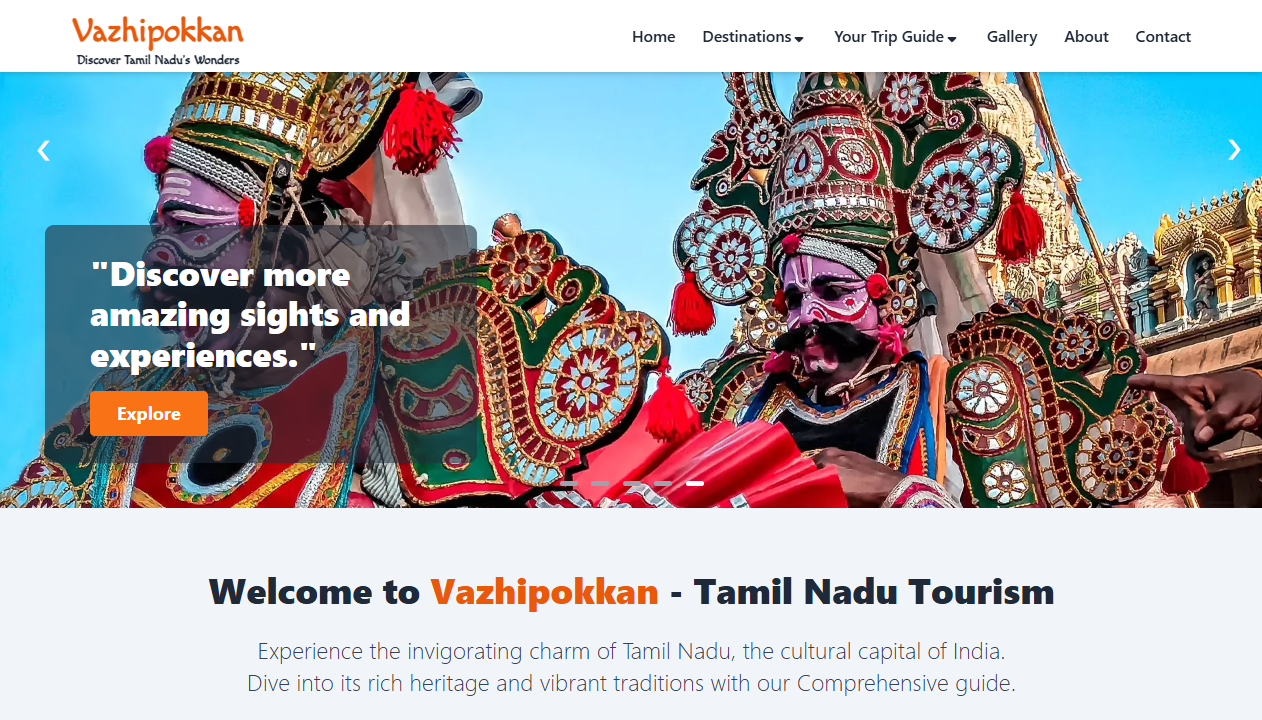 Vazhipokkan
Discover Tamil Nadu's Wonders
Home Destinations Your Trip Guide Gallery About Contact
"Discover more
amazing sights and
experiences."
Explore
Welcome to Vazhipokkan - Tamil Nadu Tourism
Experience the invigorating charm of Tamil Nadu, the cultural capital of India.
Dive into its rich heritage and vibrant traditions with our Comprehensive guide.